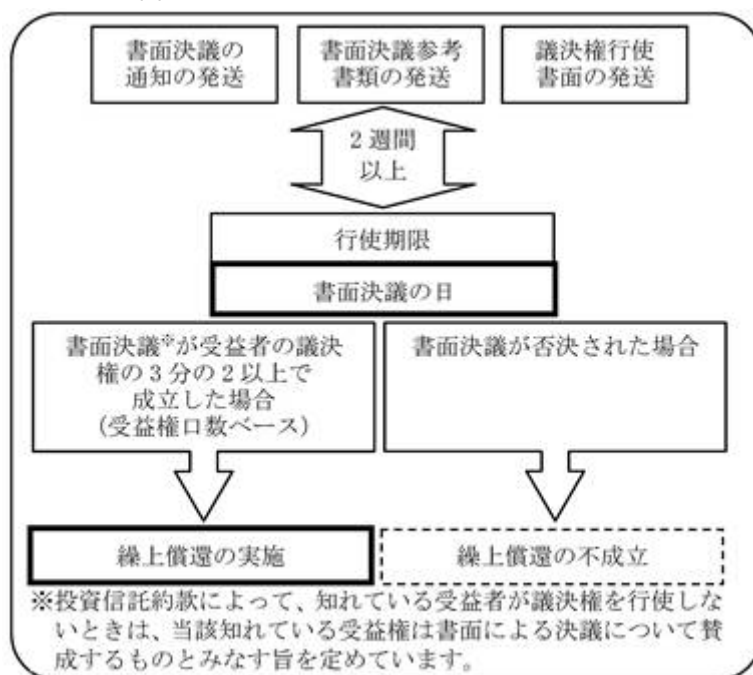 書面決議の
通知の発送
書面決議参考
書類の発送
議決権行使
書面の発送
2週間
以上
行使期限
書面決議の日
書面決議※が受益者の議決
権の3分の2以上で
成立した場合
(受益権口数ベース)
書面決議が否決された場合
繰上償還の実施
繰上償還の不成立
※投資信託約款によって、知れている受益者が議決権を行使しな
いときは、当該知れている受益権は書面による決議について賛
成するものとみなす旨を定めています。